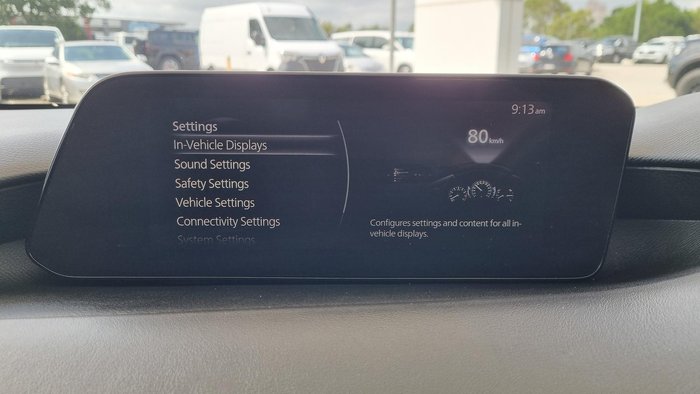 9:13 am
Settings
In-Vehicle Displays
Sound Settings
Safety Settings
Vehicle Settings
Connectivity Settings
System Settings
80 km/h
Configures settings and content for all in-
vehicle displays.